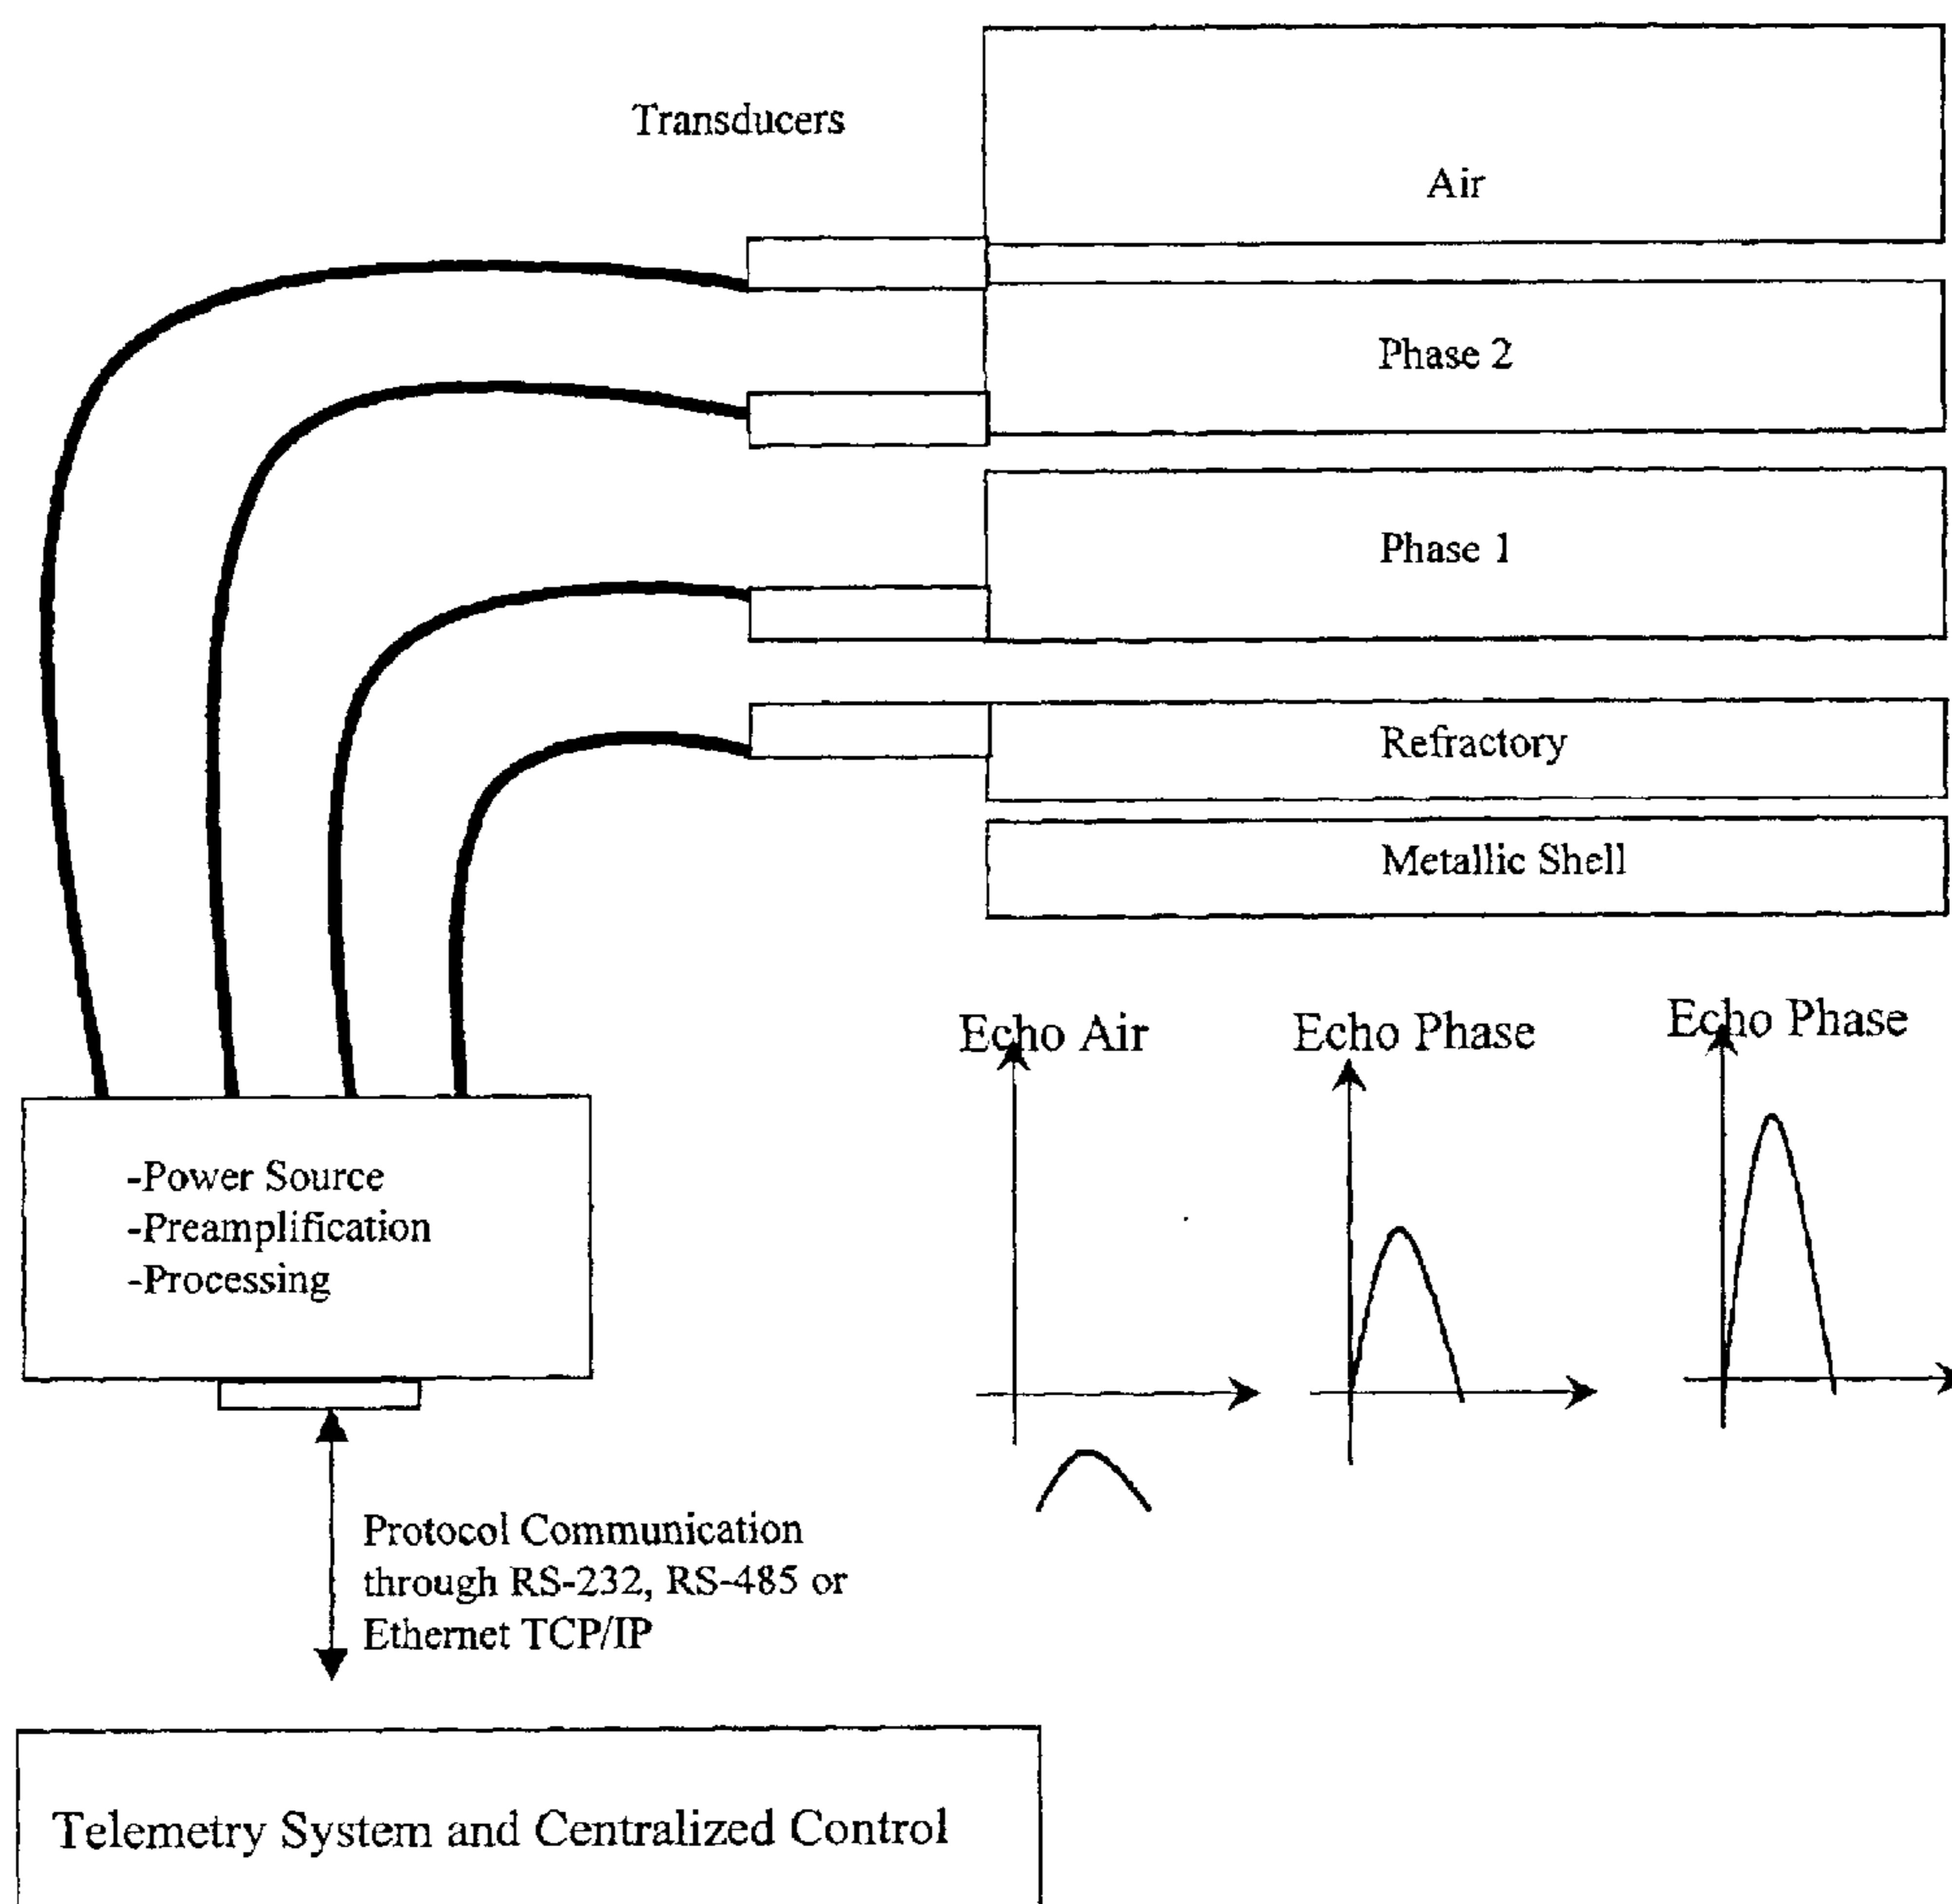 Transducers
Air
Phase 2
Phase 1
Refractory
Metallic Shell
Echo Air
Echo Phase
Echo Phase
-Power Source
-Preamplification
-Processing
Protocol Communication
through RS-232, RS-485 or
Ethernet TCP/IP
Telemetry System and Centralized Control